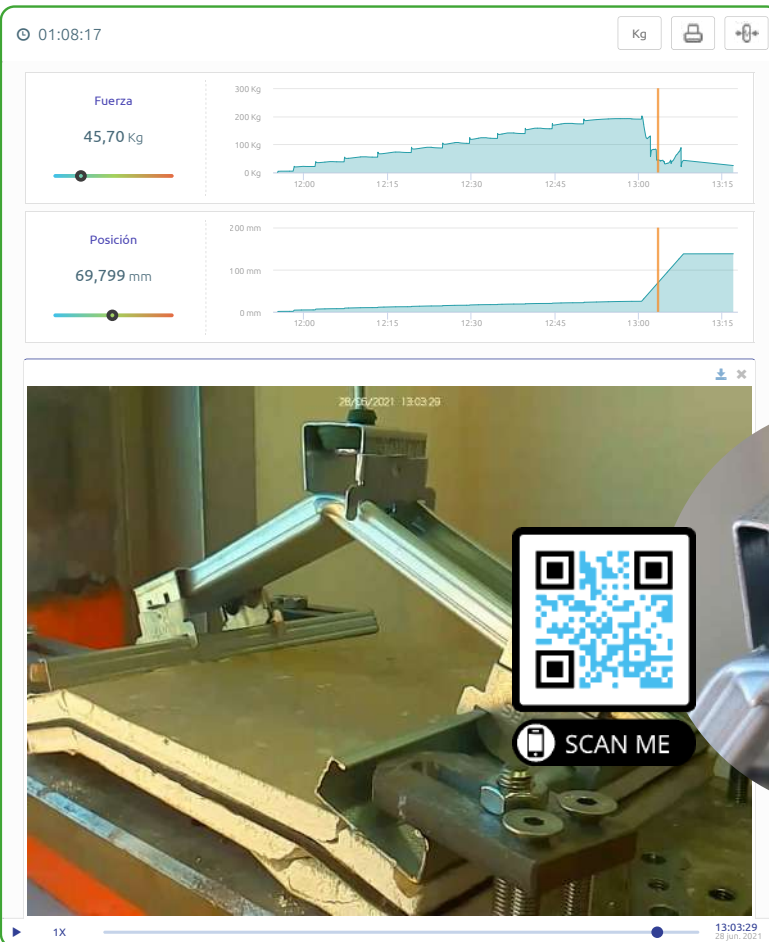 01:08:17
Kg
Fuerza
45,70 Kg
300 Kg
200 Kg
100 Kg
0 Kg
12:00 12:15 12:30 12:45 13:00 13:15
Posición
69,799 mm
200 mm
100 mm
0 mm
12:00 12:15 12:30 12:45 13:00 13:15
28/06/2021 13:03:29
SCAN ME
1X
13:03:29
28 jun. 2021